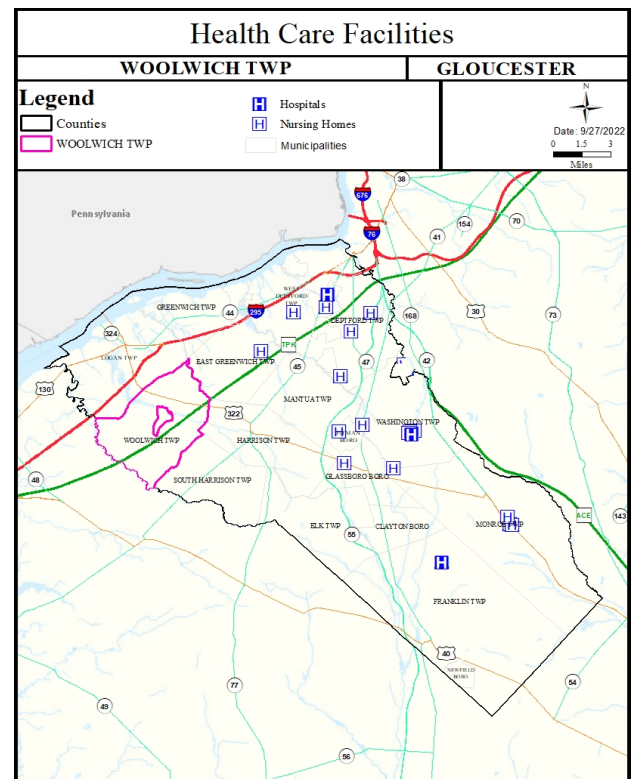 Health Care Facilities
WOOLWICH TWP
GLOUCESTER
Legend
Counties
WOOLWICH TWP
H Hospitals
H Nursing Homes
Municipalities
N
Date: 9/27/2022
0 1.5 3
Miles
Pennsylvania
38
676
76
41
154
70
GREENWICH TWP
44
295
WEST DEPTFORD TWP
DEPTFORD TWP
168
30
73
324
LOGAN TWP
EAST GREENWICH TWP
TPK
45
47
42
130
322
MANTUA TWP
WOOLWICH TWP
HARRISON TWP
WASHINGTON TWP
BORO
48
SOUTH HARRISON TWP
GLASSBORO BORO
ELK TWP
55
CLAYTON BORO
ACE
143
FRANKLIN TWP
40
NEWFIELD
BORO
54
77
49
56